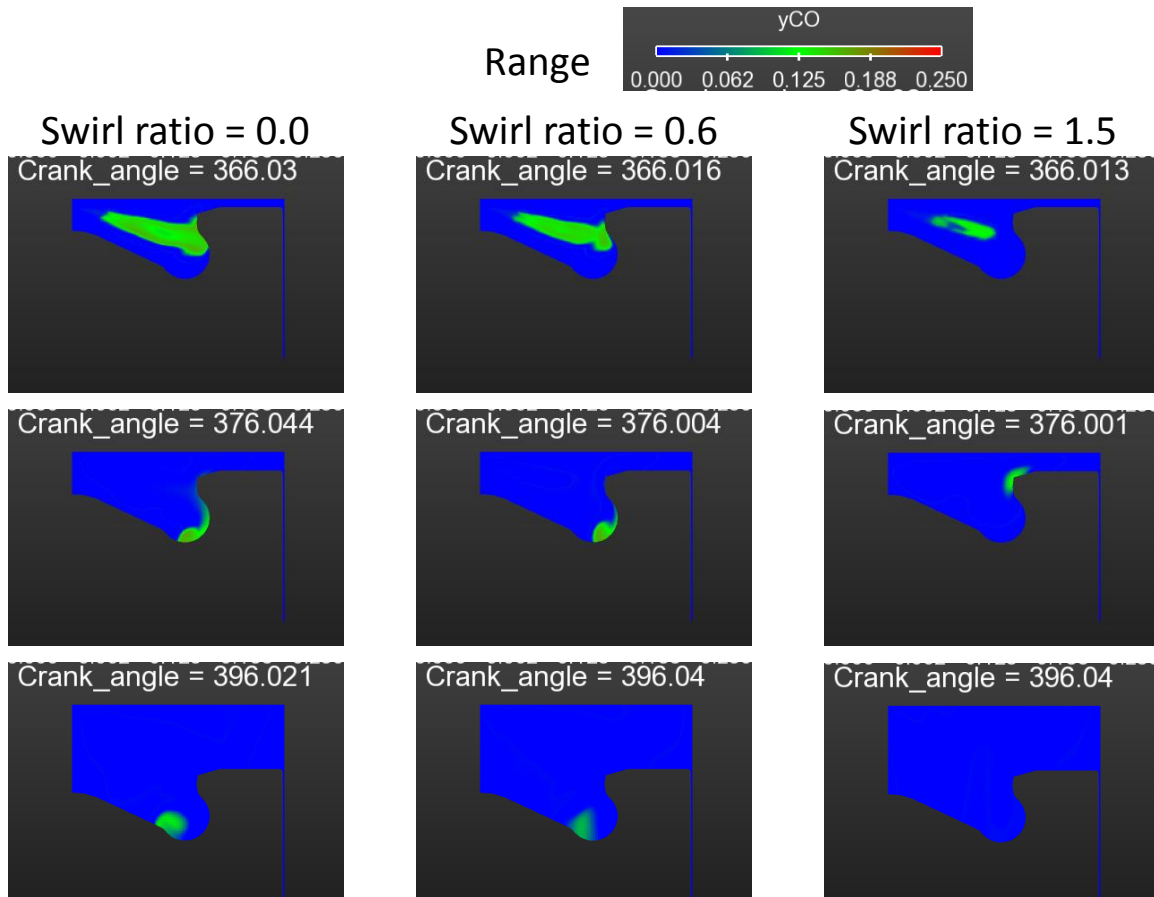 yCO
Range
0.000 0.062 0.125 0.188 0.250
Swirl ratio = 0.0
Swirl ratio = 0.6
Swirl ratio = 1.5
Crank_angle = 366.03
Crank_angle = 366.016
Crank_angle = 366.013
Crank_angle = 376.044
Crank_angle = 376.004
Crank_angle = 376.001
Crank_angle = 396.021
Crank_angle = 396.04
Crank_angle = 396.04